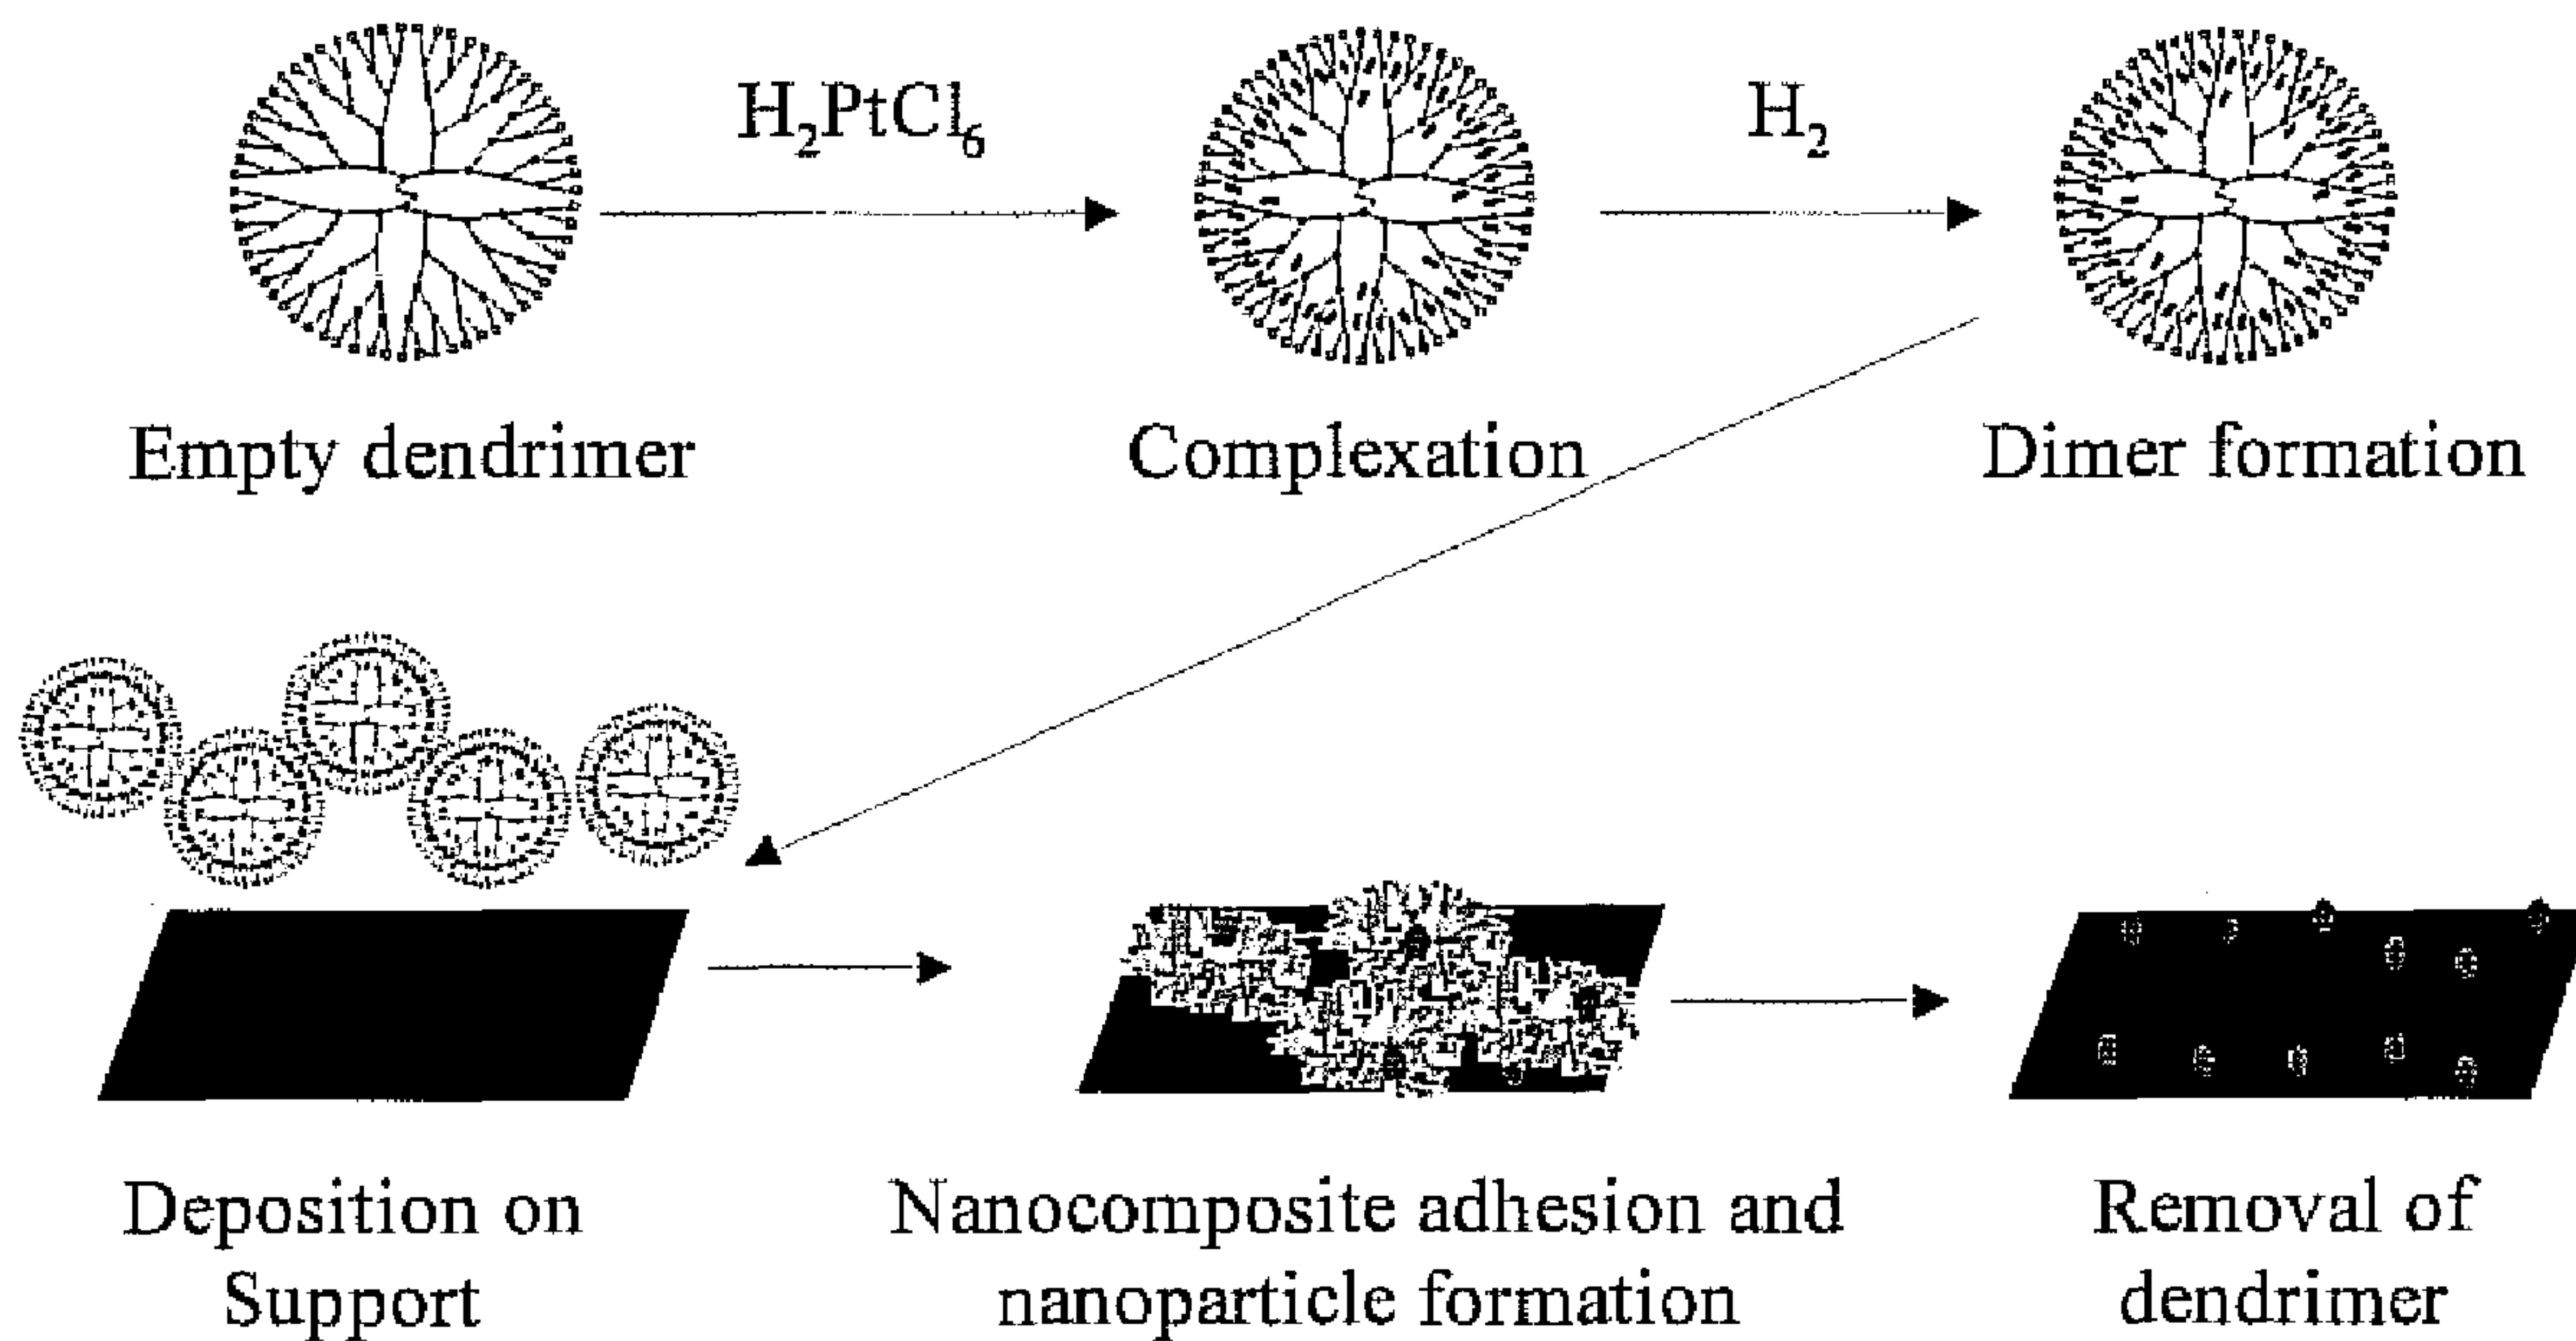 H₂PtCl₆
H₂
Empty dendrimer
Complexation
Dimer formation
Deposition on
Support
Nanocomposite adhesion and
nanoparticle formation
Removal of
dendrimer